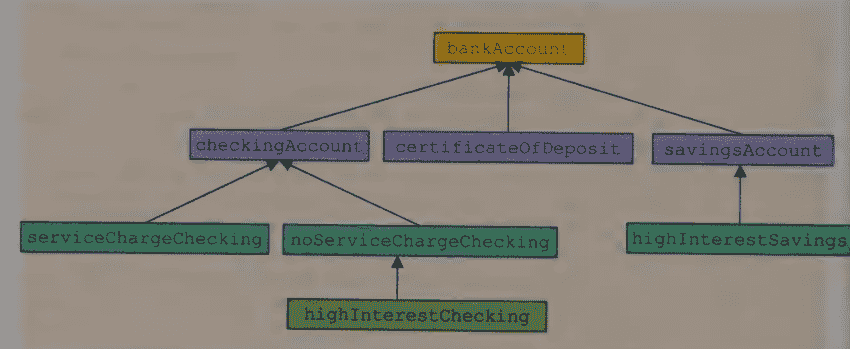 bankAccount
checkingAccount
certificateOfDeposit
savingsAccount
serviceChargeChecking
noServiceChargeChecking
highInterestSavings
highInterestChecking